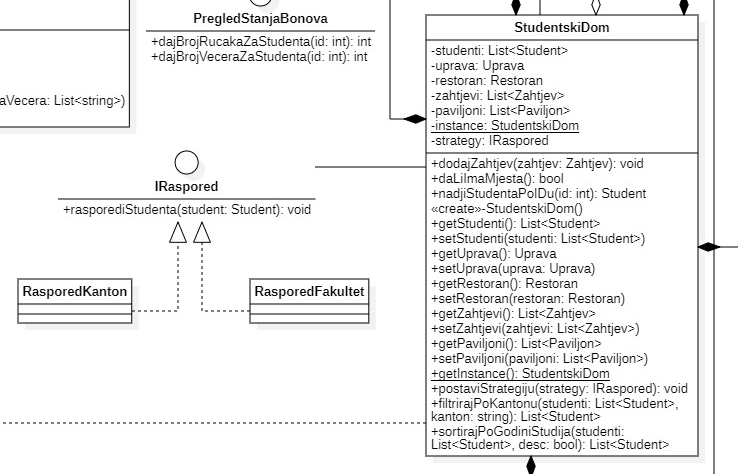 PregledStanjaBonova
+dajBrojRucakaZaStudenta(id: int): int
+dajBrojVeceraZaStudenta(id: int): int
aVecera: List<string>)
IRaspored
+rasporediStudenta(student: Student): void
RasporedKanton
RasporedFakultet
StudentskiDom
-studenti: List<Student>
-uprava: Uprava
-restoran: Restoran
-zahtjevi: List<Zahtjev>
-paviljoni: List<Paviljon>
-instance: StudentskiDom
-strategy: IRaspored
+dodajZahtjev(zahtjev: Zahtjev): void
+daLiImaMjesta(): bool
+nadjiStudentaPoIDu(id: int): Student
«create»-StudentskiDom()
+getStudenti(): List<Student>
+setStudenti(studenti: List<Student>)
+getUprava(): Uprava
+setUprava(uprava: Uprava)
+getRestoran(): Restoran
+setRestoran(restoran: Restoran)
+getZahtjevi(): List<Zahtjev>
+setZahtjevi(zahtjevi: List<Zahtjev>)
+getPaviljoni(): List<Paviljon>
+setPaviljoni(paviljoni: List<Paviljon>)
+getInstance(): StudentskiDom
+postaviStrategiju(strategy: IRaspored): void
+filtrirajPoKantonu(studenti: List<Student>,
kanton: string): List<Student>
+sortirajPoGodiniStudija(studenti:
List<Student>, desc: bool): List<Student>